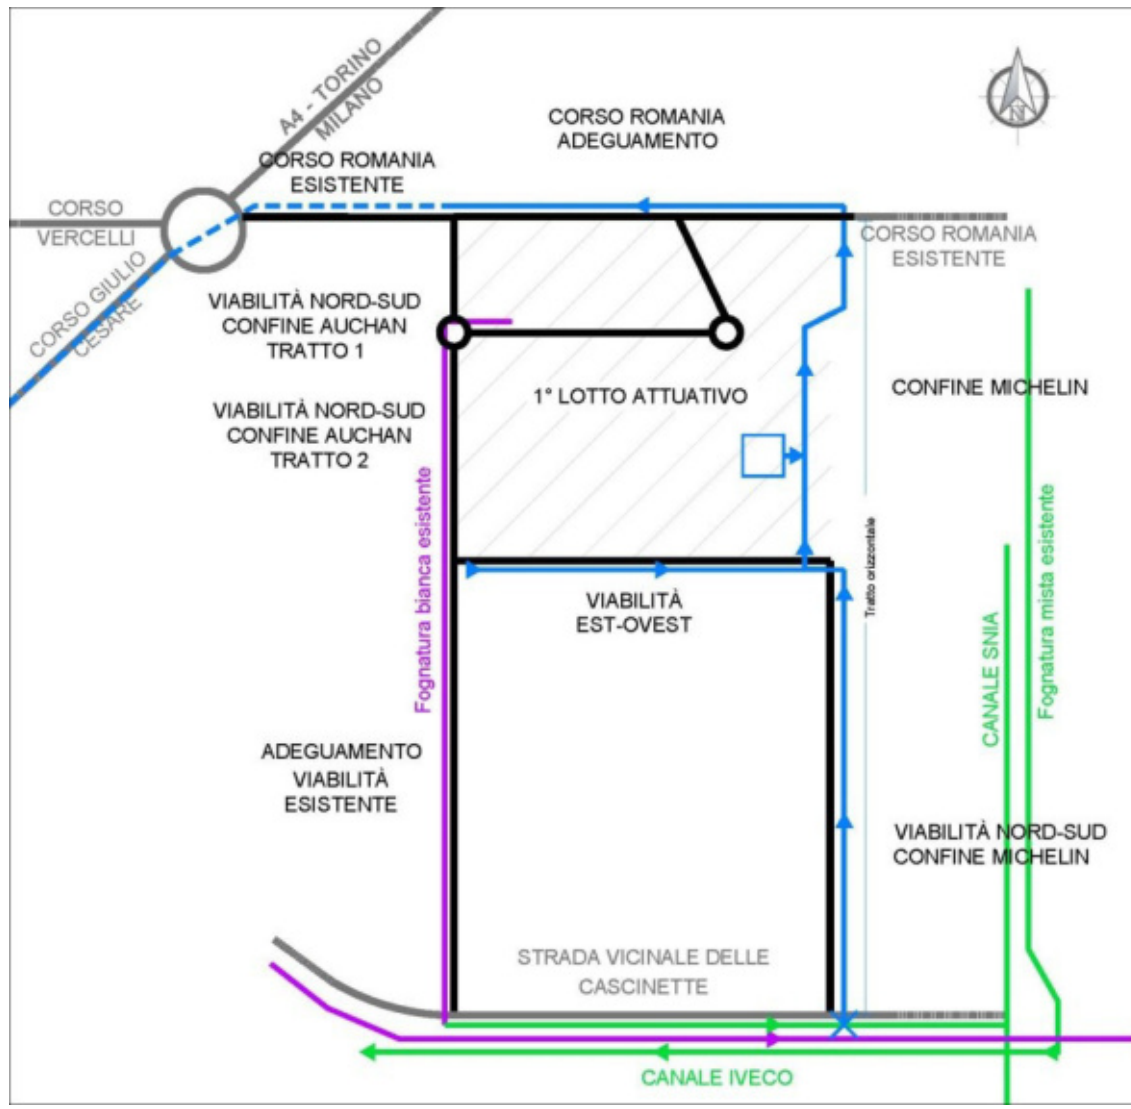 A4 - TORINO
MILANO
N
CORSO ROMANIA
ADEGUAMENTO
CORSO ROMANIA
ESISTENTE
CORSO
VERCELLI
CORSO ROMANIA
ESISTENTE
CORSO GIULIO
CESARE
VIABILITÀ NORD-SUD
CONFINE AUCHAN
TRATTO 1
1° LOTTO ATTUATIVO
CONFINE MICHELIN
VIABILITÀ NORD-SUD
CONFINE AUCHAN
TRATTO 2
Fognatura bianca esistente
Tratto orizzontale
Fognatura mista esistente
VIABILITÀ
EST-OVEST
CANALE SNIA
ADEGUAMENTO
VIABILITÀ
ESISTENTE
VIABILITÀ NORD-SUD
CONFINE MICHELIN
STRADA VICINALE DELLE
CASCINETTE
CANALE IVECO